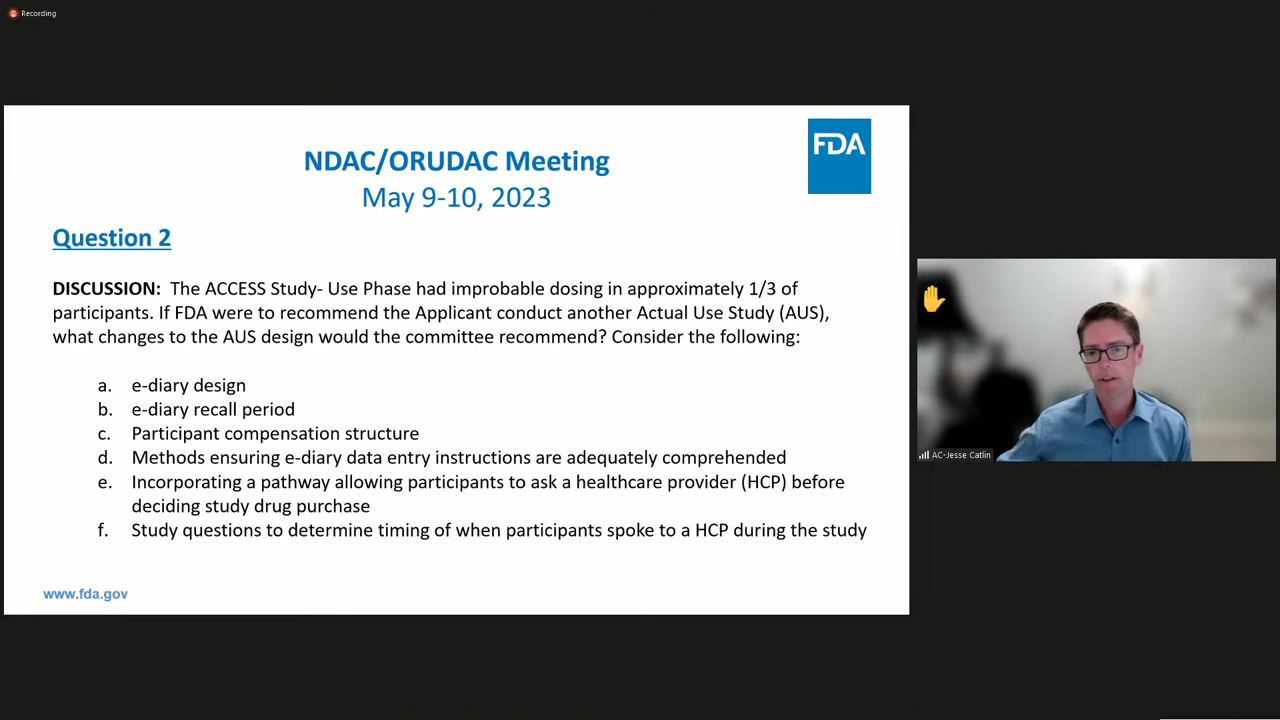 Recording
FDA
NDAC/ORUDAC Meeting
May 9-10, 2023
Question 2
DISCUSSION: The ACCESS Study- Use Phase had improbable dosing in approximately 1/3 of
participants. If FDA were to recommend the Applicant conduct another Actual Use Study (AUS),
what changes to the AUS design would the committee recommend? Consider the following:
a. e-diary design
b. e-diary recall period
c. Participant compensation structure
d. Methods ensuring e-diary data entry instructions are adequately comprehended
e. Incorporating a pathway allowing participants to ask a healthcare provider (HCP) before
deciding study drug purchase
f. Study questions to determine timing of when participants spoke to a HCP during the study
www.fda.gov
AC-Jesse Catlin